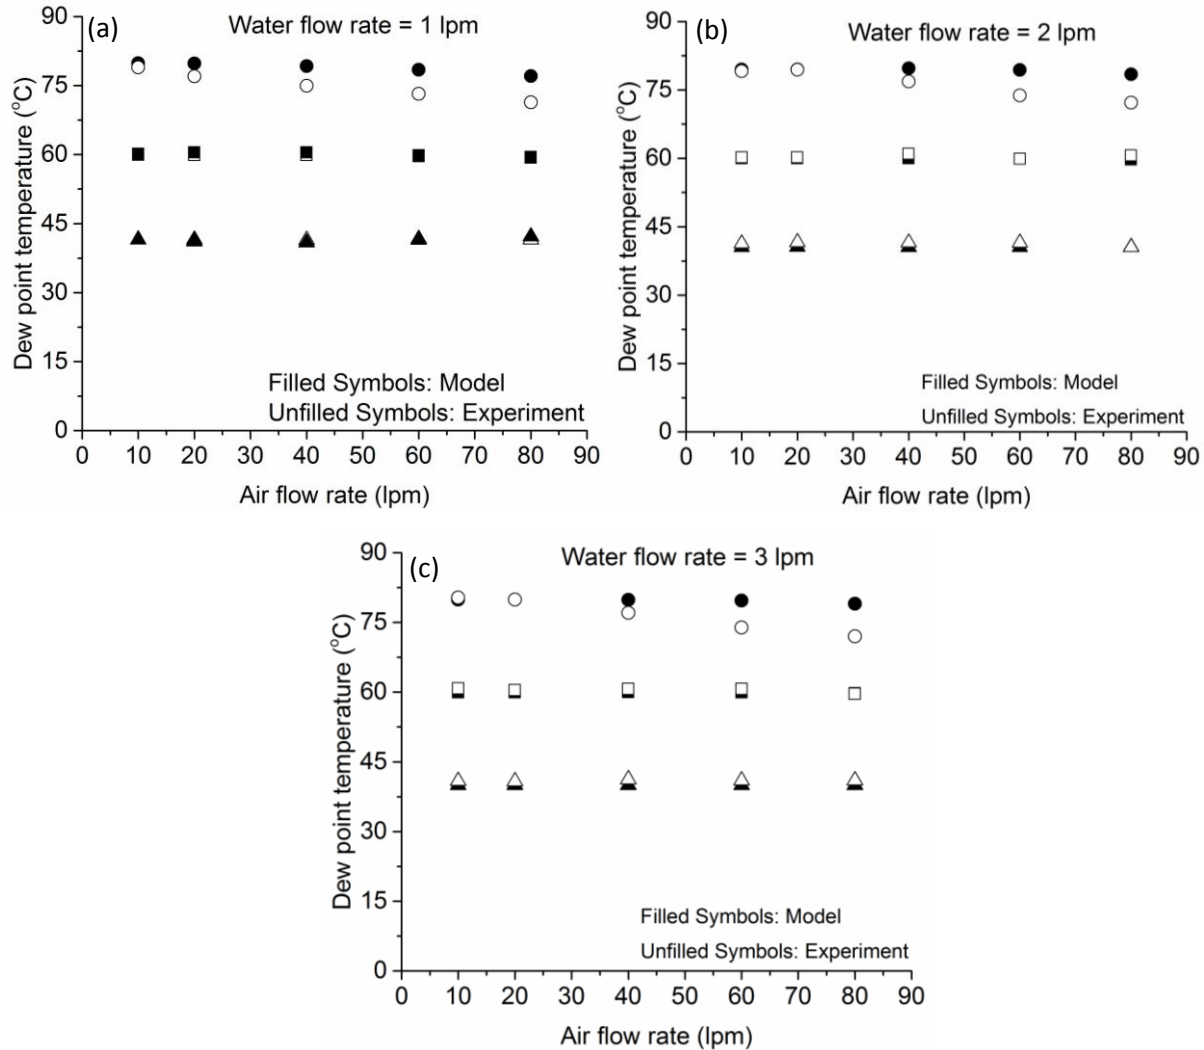 (a)
Water flow rate = 1 lpm
90
75
60
45
30
15
0
Dew point temperature (°C)
Filled Symbols: Model
Unfilled Symbols: Experiment
0 10 20 30 40 50 60 70 80 90
Air flow rate (lpm)
(b)
Water flow rate = 2 lpm
90
75
60
45
30
15
0
Dew point temperature (°C)
Filled Symbols: Model
Unfilled Symbols: Experiment
0 10 20 30 40 50 60 70 80 90
Air flow rate (lpm)
(c)
Water flow rate = 3 lpm
90
75
60
45
30
15
0
Dew point temperature (°C)
Filled Symbols: Model
Unfilled Symbols: Experiment
0 10 20 30 40 50 60 70 80 90
Air flow rate (lpm)